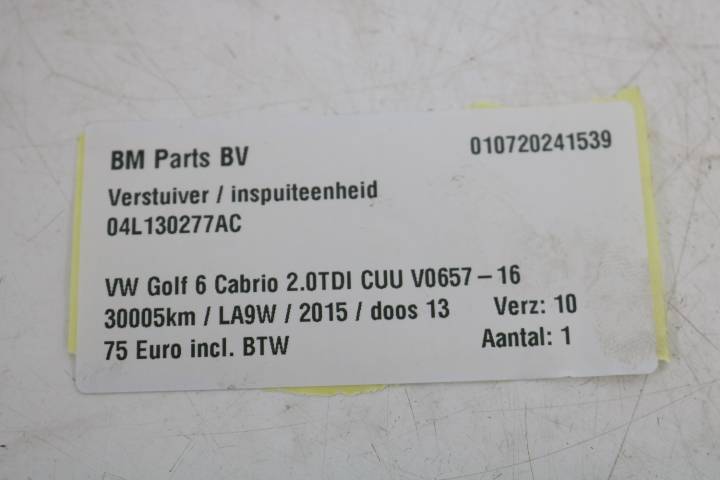 BM Parts BV 010720241539
Verstuiver / inspuiteenheid
04L130277AC
VW Golf 6 Cabrio 2.0TDI CUU V0657 – 16
30005km / LA9W / 2015 / doos 13 Verz: 10
75 Euro incl. BTW Aantal: 1